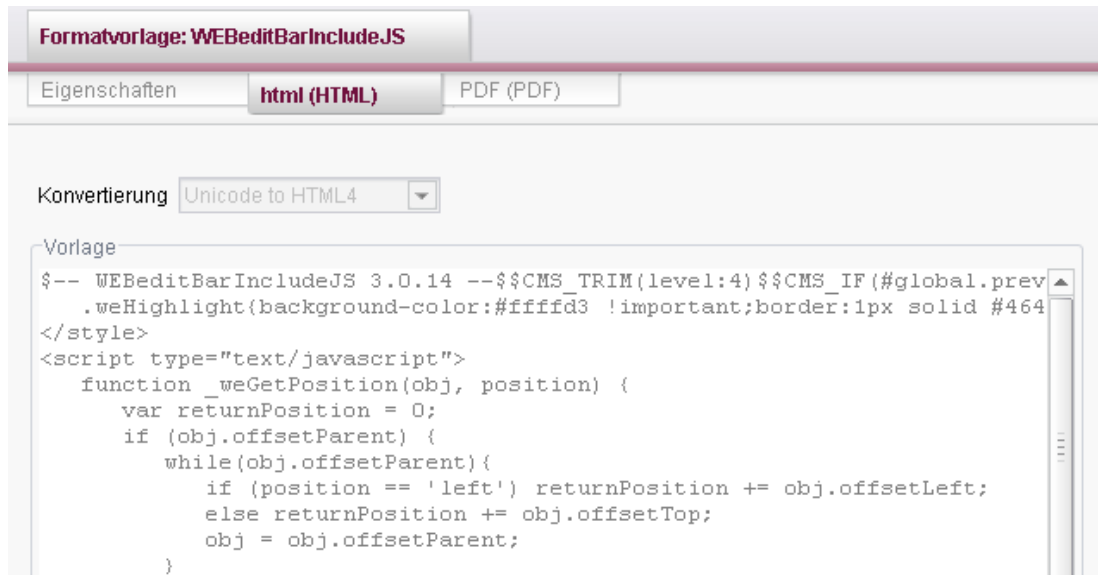 Formatvorlage: WEBeditBarIncludeJS
Eigenschaften html (HTML) PDF (PDF)
Konvertierung Unicode to HTML4
Vorlage
$-- WEBeditBarIncludeJS 3.0.14 --$$CMS_TRIM(level:4)$$CMS_IF(#global.prev
.weHighlight{background-color:#ffffd3 !important;border:1px solid #464
</style>
<script type="text/javascript">
function _weGetPosition(obj, position) {
var returnPosition = 0;
if (obj.offsetParent) {
while(obj.offsetParent){
if (position == 'left') returnPosition += obj.offsetLeft;
else returnPosition += obj.offsetTop;
obj = obj.offsetParent;
}